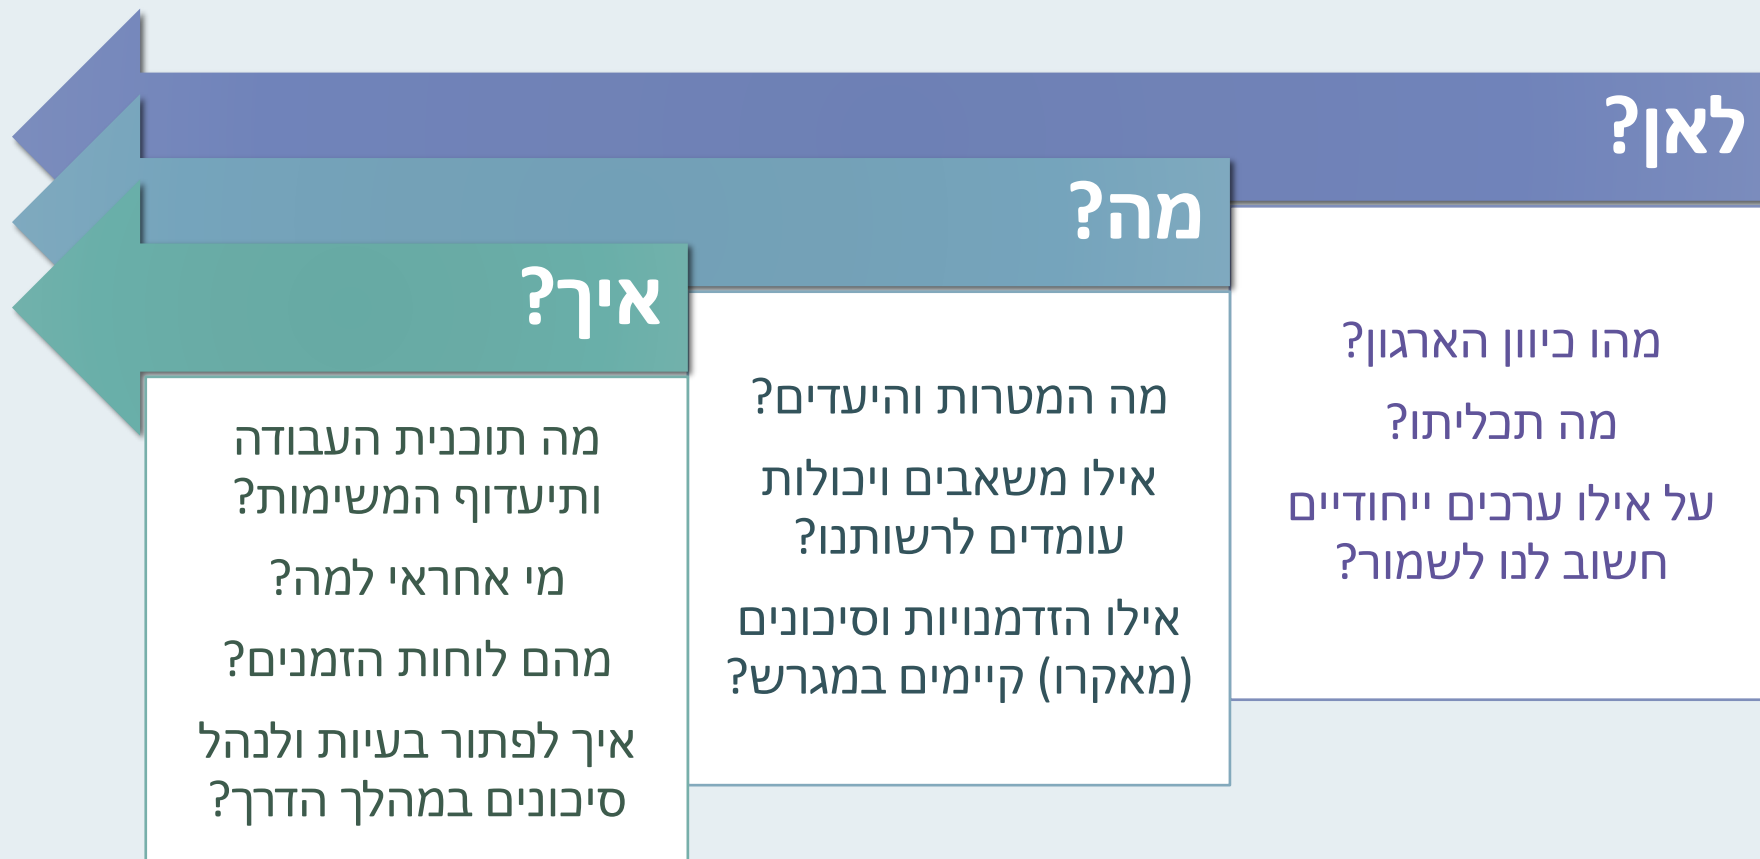 לאן?
מהו כיוון הארגון?
מה תכליתו?
על אילו ערכים ייחודיים
חשוב לנו לשמור?
מה?
מה המטרות והיעדים?
אילו משאבים ויכולות
עומדים לרשותנו?
אילו הזדמנויות וסיכונים
(מאקרו) קיימים במגרש?
איך?
מה תוכנית העבודה
ותיעדוף המשימות?
מי אחראי למה?
מהם לוחות הזמנים?
איך לפתור בעיות ולנהל
סיכונים במהלך הדרך?